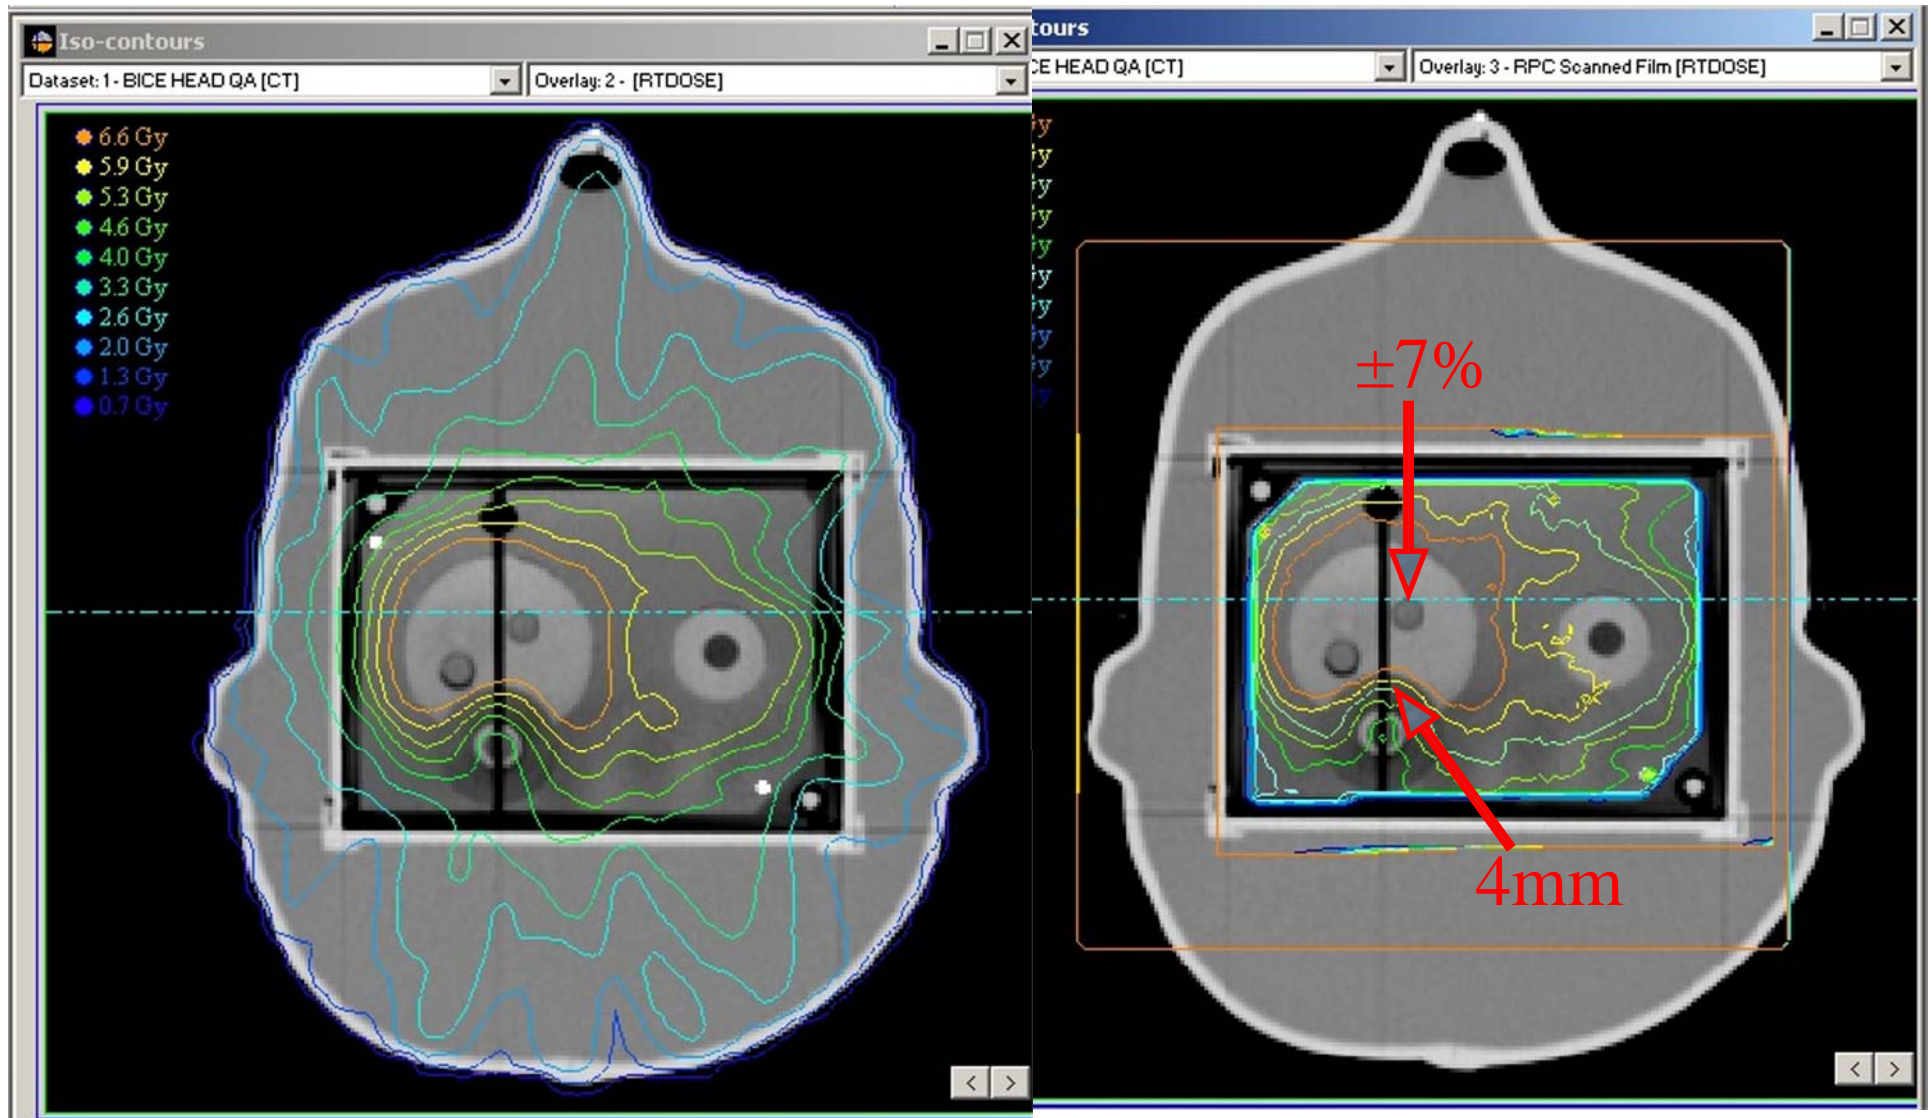 Iso-contours
Dataset: 1 - BICE HEAD QA [CT]
Overlay: 2 - [RTDOSE]
6.6 Gy
5.9 Gy
5.3 Gy
4.6 Gy
4.0 Gy
3.3 Gy
2.6 Gy
2.0 Gy
1.3 Gy
0.7 Gy
tours
CE HEAD QA [CT]
Overlay: 3 - RPC Scanned Film [RTDOSE]
y
y
y
y
y
y
y
y
y
y
±7%
4mm